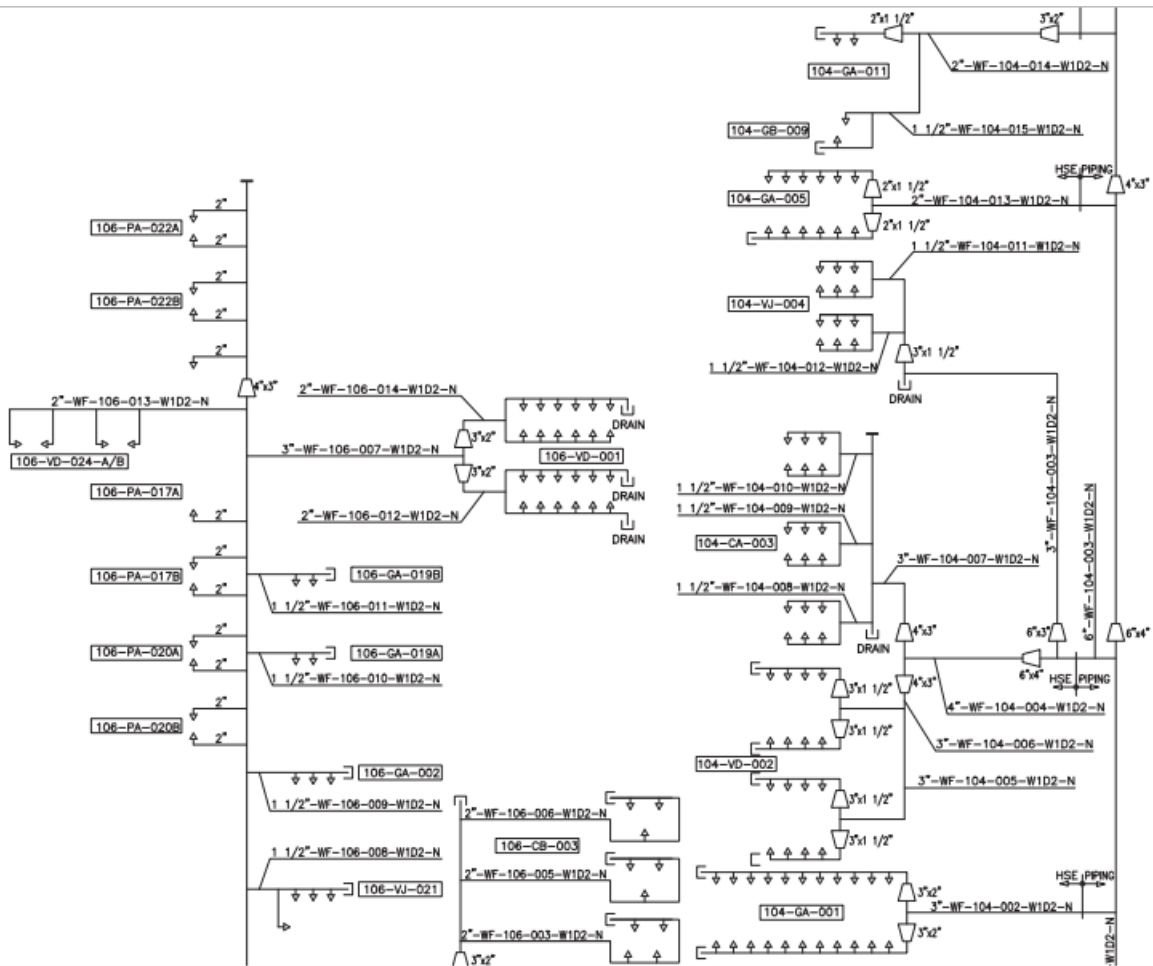 2"x1 1/2"
3"x2"
104-GA-011
2"-WF-104-014-W1D2-N
104-GB-009
1 1/2"-WF-104-015-W1D2-N
HSE PIPING
104-GA-005
2"x1 1/2"
4"x3"
2"-WF-104-013-W1D2-N
2"x1 1/2"
1 1/2"-WF-104-011-W1D2-N
104-VJ-004
3"x1 1/2"
1 1/2"-WF-104-012-W1D2-N
DRAIN
2"
106-PA-022A
2"
2"
106-PA-022B
2"
2"
4"x3"
2"-WF-106-013-W1D2-N
106-VD-024-A/B
2"-WF-106-014-W1D2-N
DRAIN
3"x2"
3"-WF-106-007-W1D2-N
106-VD-001
3"x2"
DRAIN
2"-WF-106-012-W1D2-N
DRAIN
106-PA-017A
2"
2"
106-PA-017B
2"
106-GA-019B
1 1/2"-WF-106-011-W1D2-N
2"
106-PA-020A
2"
106-GA-019A
1 1/2"-WF-106-010-W1D2-N
2"
106-PA-020B
2"
106-GA-002
1 1/2"-WF-106-009-W1D2-N
1 1/2"-WF-106-008-W1D2-N
106-VJ-021
2"-WF-106-006-W1D2-N
106-CB-003
2"-WF-106-005-W1D2-N
2"-WF-106-003-W1D2-N
3"x2"
1 1/2"-WF-104-010-W1D2-N
1 1/2"-WF-104-009-W1D2-N
104-CA-003
3"-WF-104-007-W1D2-N
1 1/2"-WF-104-008-W1D2-N
DRAIN
3"-WF-104-003-W1D2-N
6"-WF-104-003-W1D2-N
4"x3"
6"x3"
6"x4"
6"x4"
HSE PIPING
4"x3"
3"x1 1/2"
4"-WF-104-004-W1D2-N
3"x1 1/2"
3"-WF-104-006-W1D2-N
104-VD-002
3"-WF-104-005-W1D2-N
3"x1 1/2"
3"x1 1/2"
HSE PIPING
3"x2"
104-GA-001
3"-WF-104-002-W1D2-N
3"x2"
W1D2-N